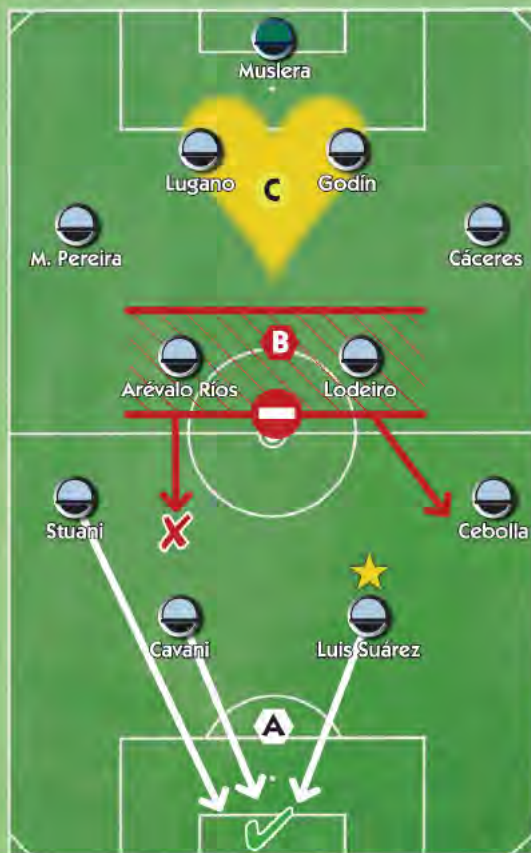 Muslera
Lugano
Godín
C
M. Pereira
Cáceres
B
Arévalo Ríos
Lodeiro
Stuani
Cebolla
Cavani
Luis Suárez
A